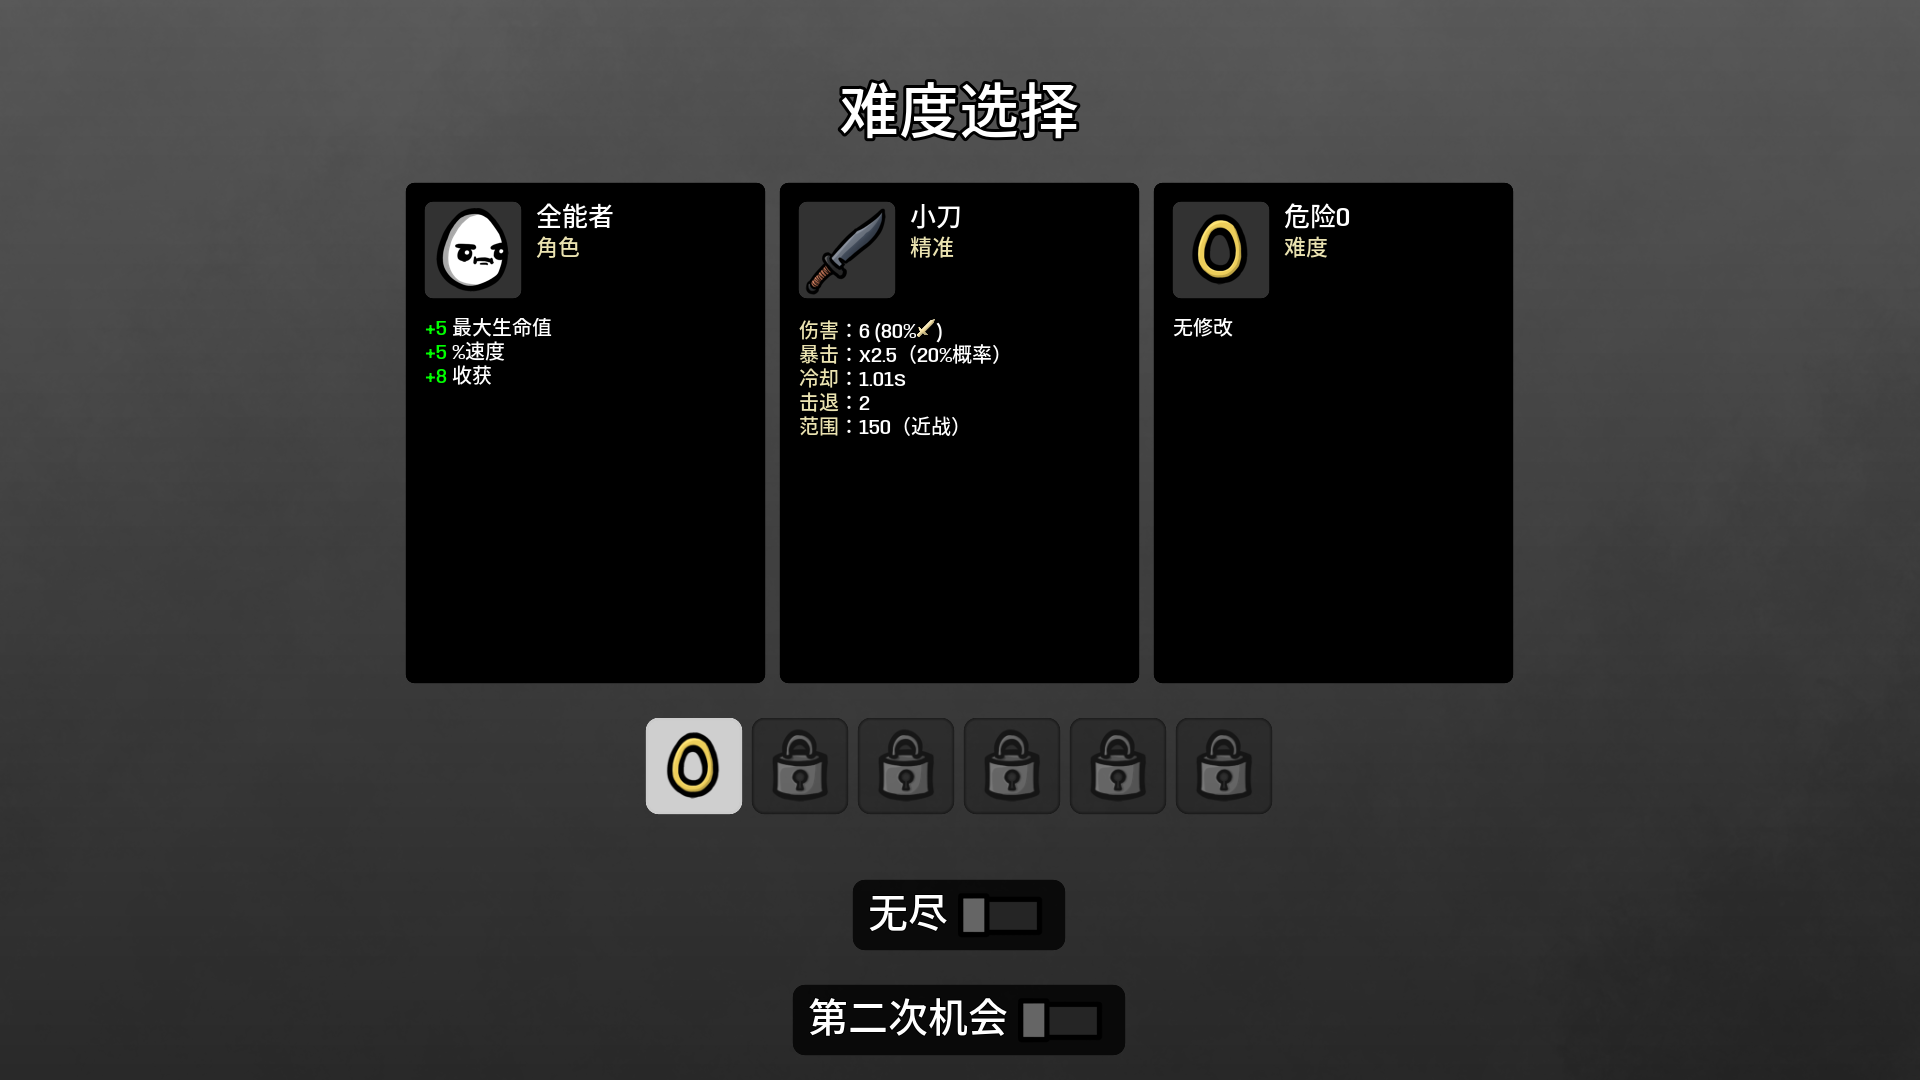 难度选择
全能者
角色
+5 最大生命值
+5 %速度
+8 收获
小刀
精准
伤害：6 (80%)
暴击：x2.5（20%概率）
冷却：1.01s
击退：2
范围：150（近战）
危险0
难度
无修改
无尽
第二次机会